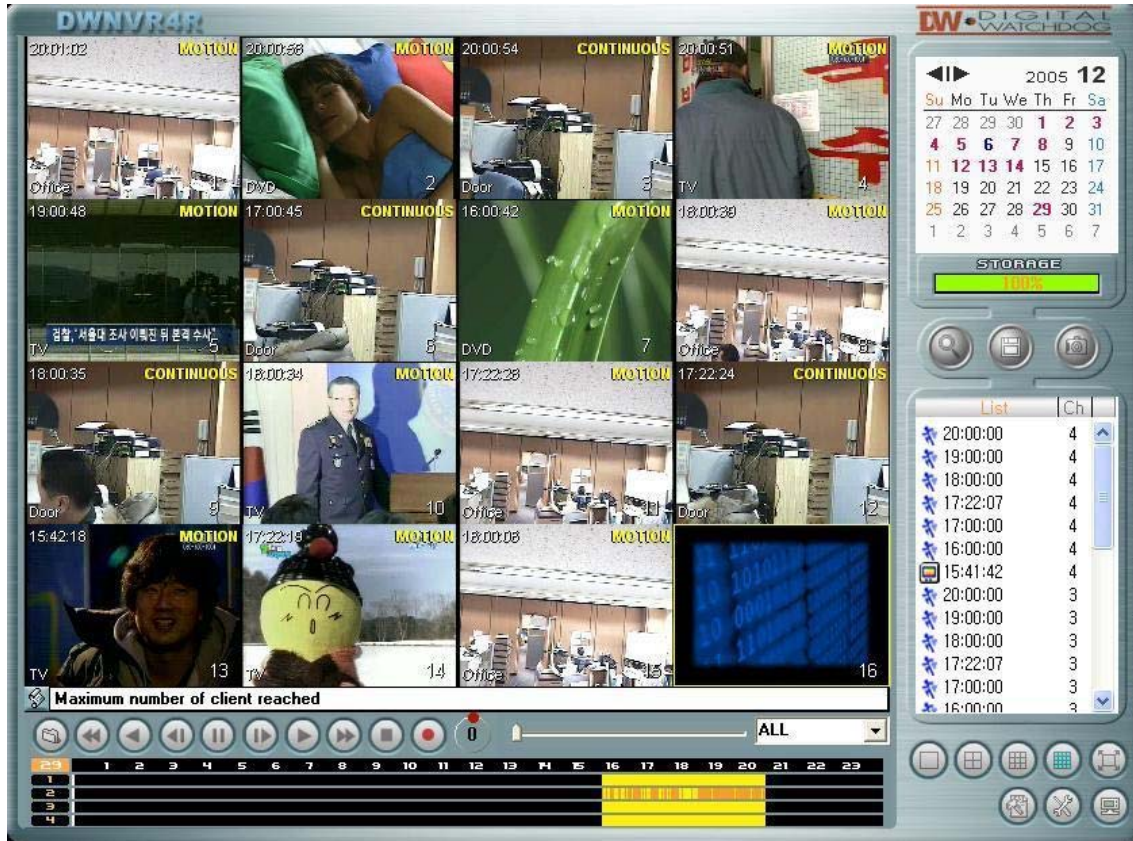 DWNVR4R
DW DIGITAL WATCHDOG
20:01:02 MOTION
Office 1
20:00:58 MOTION
DVD 2
20:00:54 CONTINUOUS
Door 3
20:00:51 MOTION
TV 4
19:00:48 MOTION
검찰, "서울대 조사 이뤄진 뒤 본격 수사"
TV 5
17:00:45 CONTINUOUS
Door 6
16:00:42 MOTION
DVD 7
18:00:39 MOTION
Office 8
18:00:35 CONTINUOUS
Door 9
18:00:34 MOTION
TV 10
17:22:28 MOTION
Office 11
17:22:24 CONTINUOUS
Door 12
15:42:18 MOTION
TV 13
17:22:19 MOTION
TV 14
18:00:08 MOTION
Office 15
16
Maximum number of client reached
0
ALL
29 1 2 3 4 5 6 7 8 9 10 11 12 13 14 15 16 17 18 19 20 21 22 23
1
2
3
4
2005 12
Su Mo Tu We Th Fr Sa
27 28 29 30 1 2 3
4 5 6 7 8 9 10
11 12 13 14 15 16 17
18 19 20 21 22 23 24
25 26 27 28 29 30 31
1 2 3 4 5 6 7
STORAGE
100%
List Ch
20:00:00 4
19:00:00 4
18:00:00 4
17:22:07 4
17:00:00 4
16:00:00 4
15:41:42 4
20:00:00 3
19:00:00 3
18:00:00 3
17:22:07 3
17:00:00 3
16:00:00 3